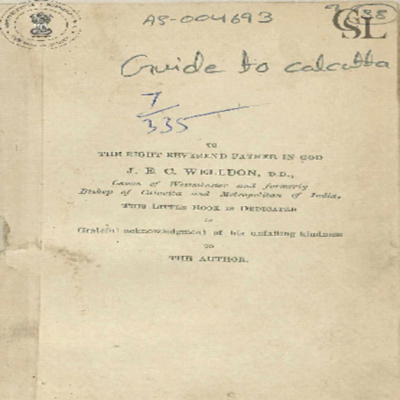 AS-004693
CSL
Guide to calcutta
7/335
TO
THE RIGHT REVEREND FATHER IN GOD
J. E. C. WELLDON, D.D.,
Canon of Westminster and formerly
Bishop of Calcutta and Metropolitan of India,
THIS LITTLE BOOK IS DEDICATED
in
Grateful acknowledgment of his unfailing kindness
TO
THE AUTHOR.